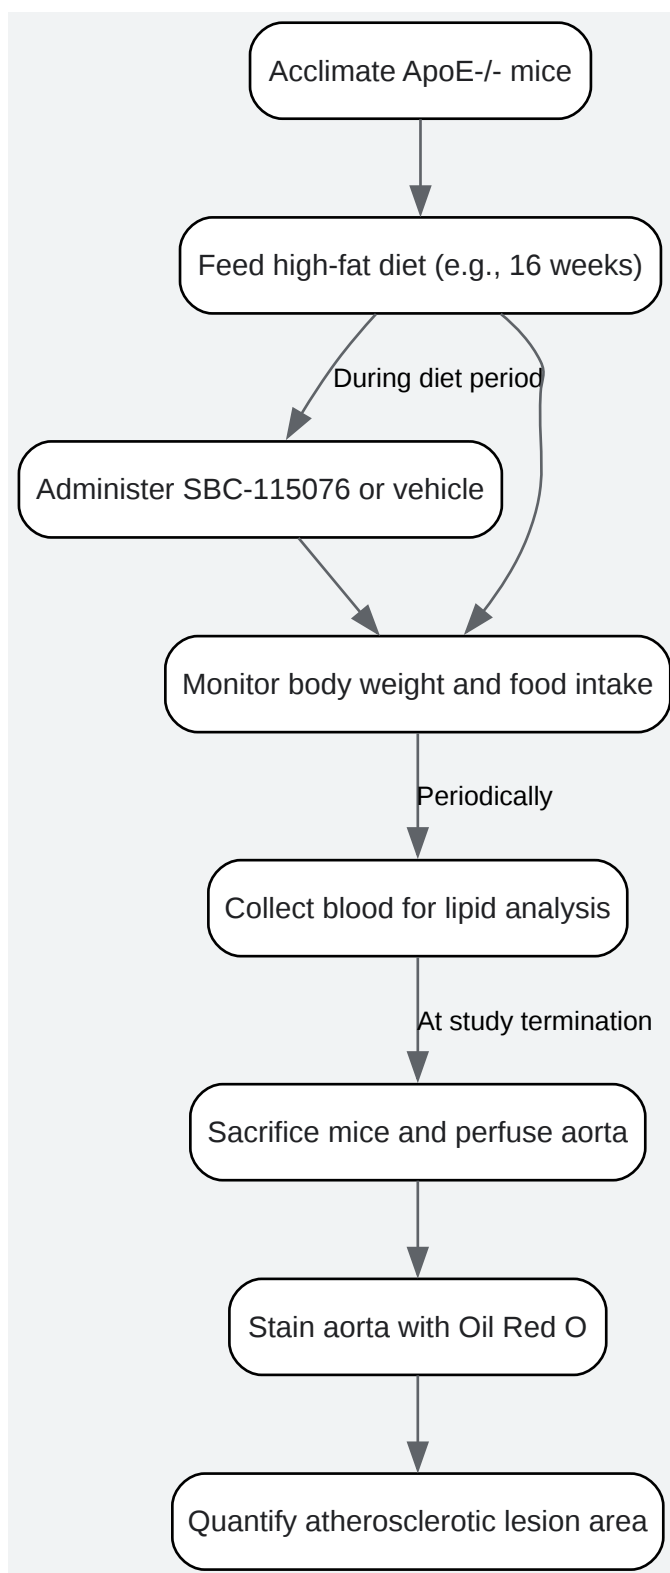 Acclimate ApoE-/- mice
Feed high-fat diet (e.g., 16 weeks)
During diet period
Administer SBC-115076 or vehicle
Monitor body weight and food intake
Periodically
Collect blood for lipid analysis
At study termination
Sacrifice mice and perfuse aorta
Stain aorta with Oil Red O
Quantify atherosclerotic lesion area